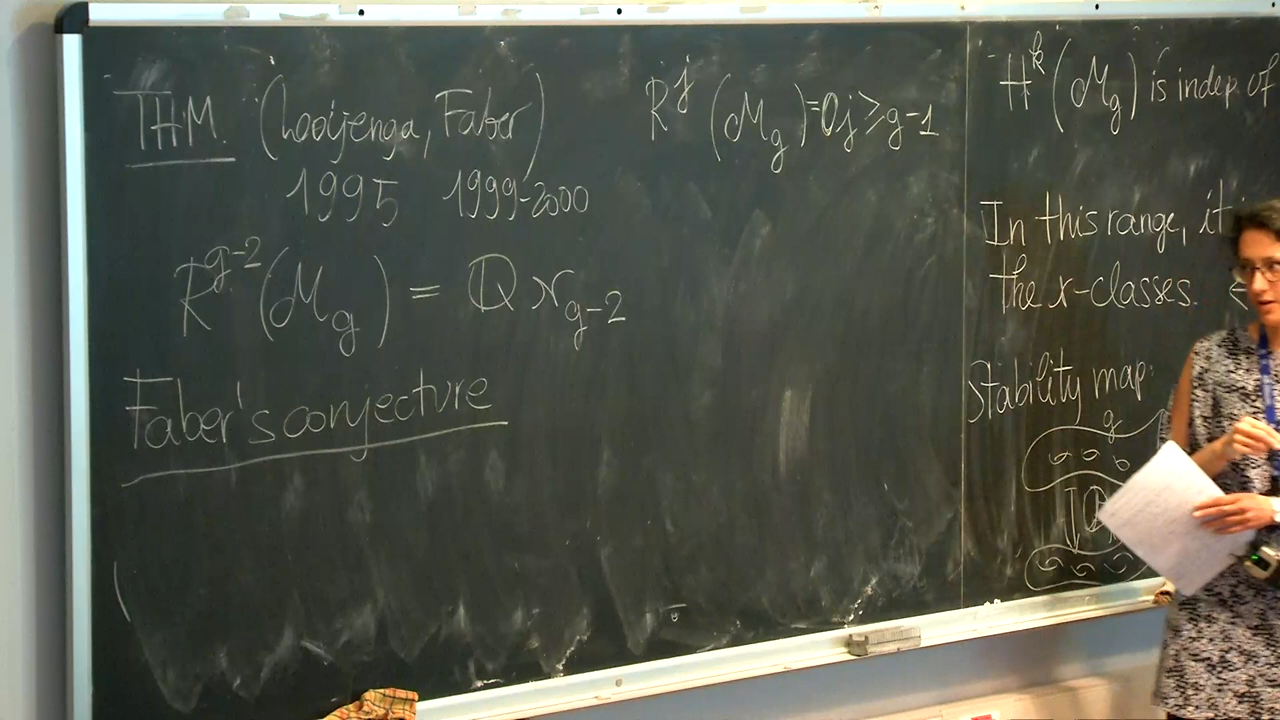 THM. (Looijenga, Faber)
1995 1999-2000
R^j (M_g)=0 j ≥ g-1
R^{g-2}(M_g) = ℚ ϰ_{g-2}
Faber's conjecture
H^k (M_g) is indep. of
In this range, it
the ϰ-classes.
Stability map:
g